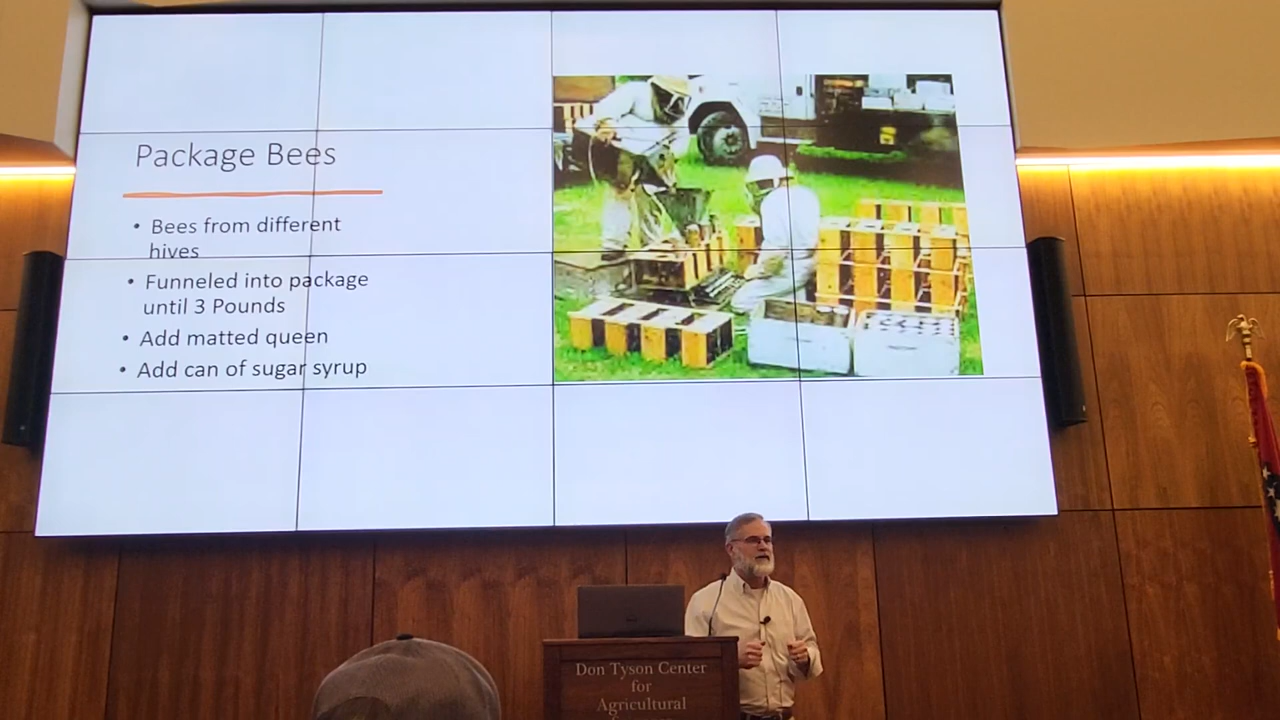 Package Bees
• Bees from different
hives
• Funneled into package
until 3 Pounds
• Add matted queen
• Add can of sugar syrup
Don Tyson Center
for
Agricultural